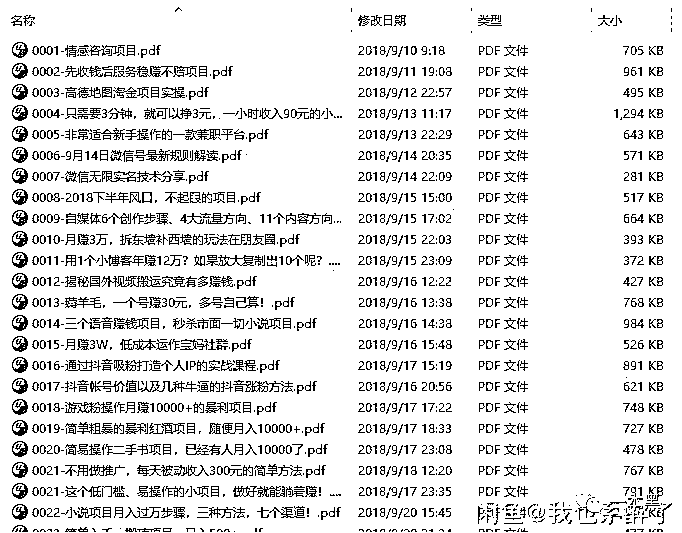 名称 修改日期 类型 大小
0001-情感咨询项目.pdf 2018/9/10 9:18 PDF 文件 705 KB
0002-先收钱后服务稳赚不赔项目.pdf 2018/9/11 19:08 PDF 文件 961 KB
0003-高德地图淘金项目实操.pdf 2018/9/12 22:57 PDF 文件 495 KB
0004-只需要3分钟，就可以挣3元，一小时收入90元的小... 2018/9/13 11:17 PDF 文件 1,294 KB
0005-非常适合新手操作的一款兼职平台.pdf 2018/9/13 22:29 PDF 文件 643 KB
0006-9月14日微信号最新规则解读.pdf 2018/9/14 20:35 PDF 文件 571 KB
0007-微信无限实名技术分享.pdf 2018/9/14 22:09 PDF 文件 281 KB
0008-2018下半年风口，不起眼的项目.pdf 2018/9/15 15:00 PDF 文件 517 KB
0009-自媒体6个创作步骤、4大流量方向、11个内容方向... 2018/9/15 17:02 PDF 文件 664 KB
0010-月赚3万，拆东墙补西墙的玩法在朋友圈.pdf 2018/9/15 22:03 PDF 文件 393 KB
0011-用1个小博客年赚12万？如果放大复制出10个呢？.... 2018/9/15 23:09 PDF 文件 372 KB
0012-揭秘国外视频搬运究竟有多赚钱.pdf 2018/9/16 12:22 PDF 文件 427 KB
0013-薅羊毛，一个号赚30元，多号自己算！.pdf 2018/9/16 13:38 PDF 文件 768 KB
0014-三个语音赚钱项目，秒杀市面一切小说项目.pdf 2018/9/16 14:38 PDF 文件 984 KB
0015-月赚3W，低成本运作宝妈社群.pdf 2018/9/16 15:48 PDF 文件 526 KB
0016-通过抖音吸粉打造个人IP的实战课程.pdf 2018/9/17 15:19 PDF 文件 891 KB
0017-抖音帐号价值以及几种牛逼的抖音涨粉方法.pdf 2018/9/16 20:56 PDF 文件 621 KB
0018-游戏粉操作月赚10000+的暴利项目.pdf 2018/9/17 17:22 PDF 文件 748 KB
0019-简单粗暴的暴利红酒项目，随便月入10000+.pdf 2018/9/17 18:33 PDF 文件 727 KB
0020-简易操作二手书项目，已经有人月入10000了.pdf 2018/9/17 23:08 PDF 文件 478 KB
0021-不用做推广，每天被动收入300元的简单方法.pdf 2018/9/18 12:20 PDF 文件 767 KB
0021-这个低门槛、易操作的小项目，做好就能躺着赚！.... 2018/9/17 23:35 PDF 文件 791 KB
0022-小说项目月入过万步骤，三种方法，七个渠道！.pdf 2018/9/20 15:45 PDF 文件
闲鱼@我也